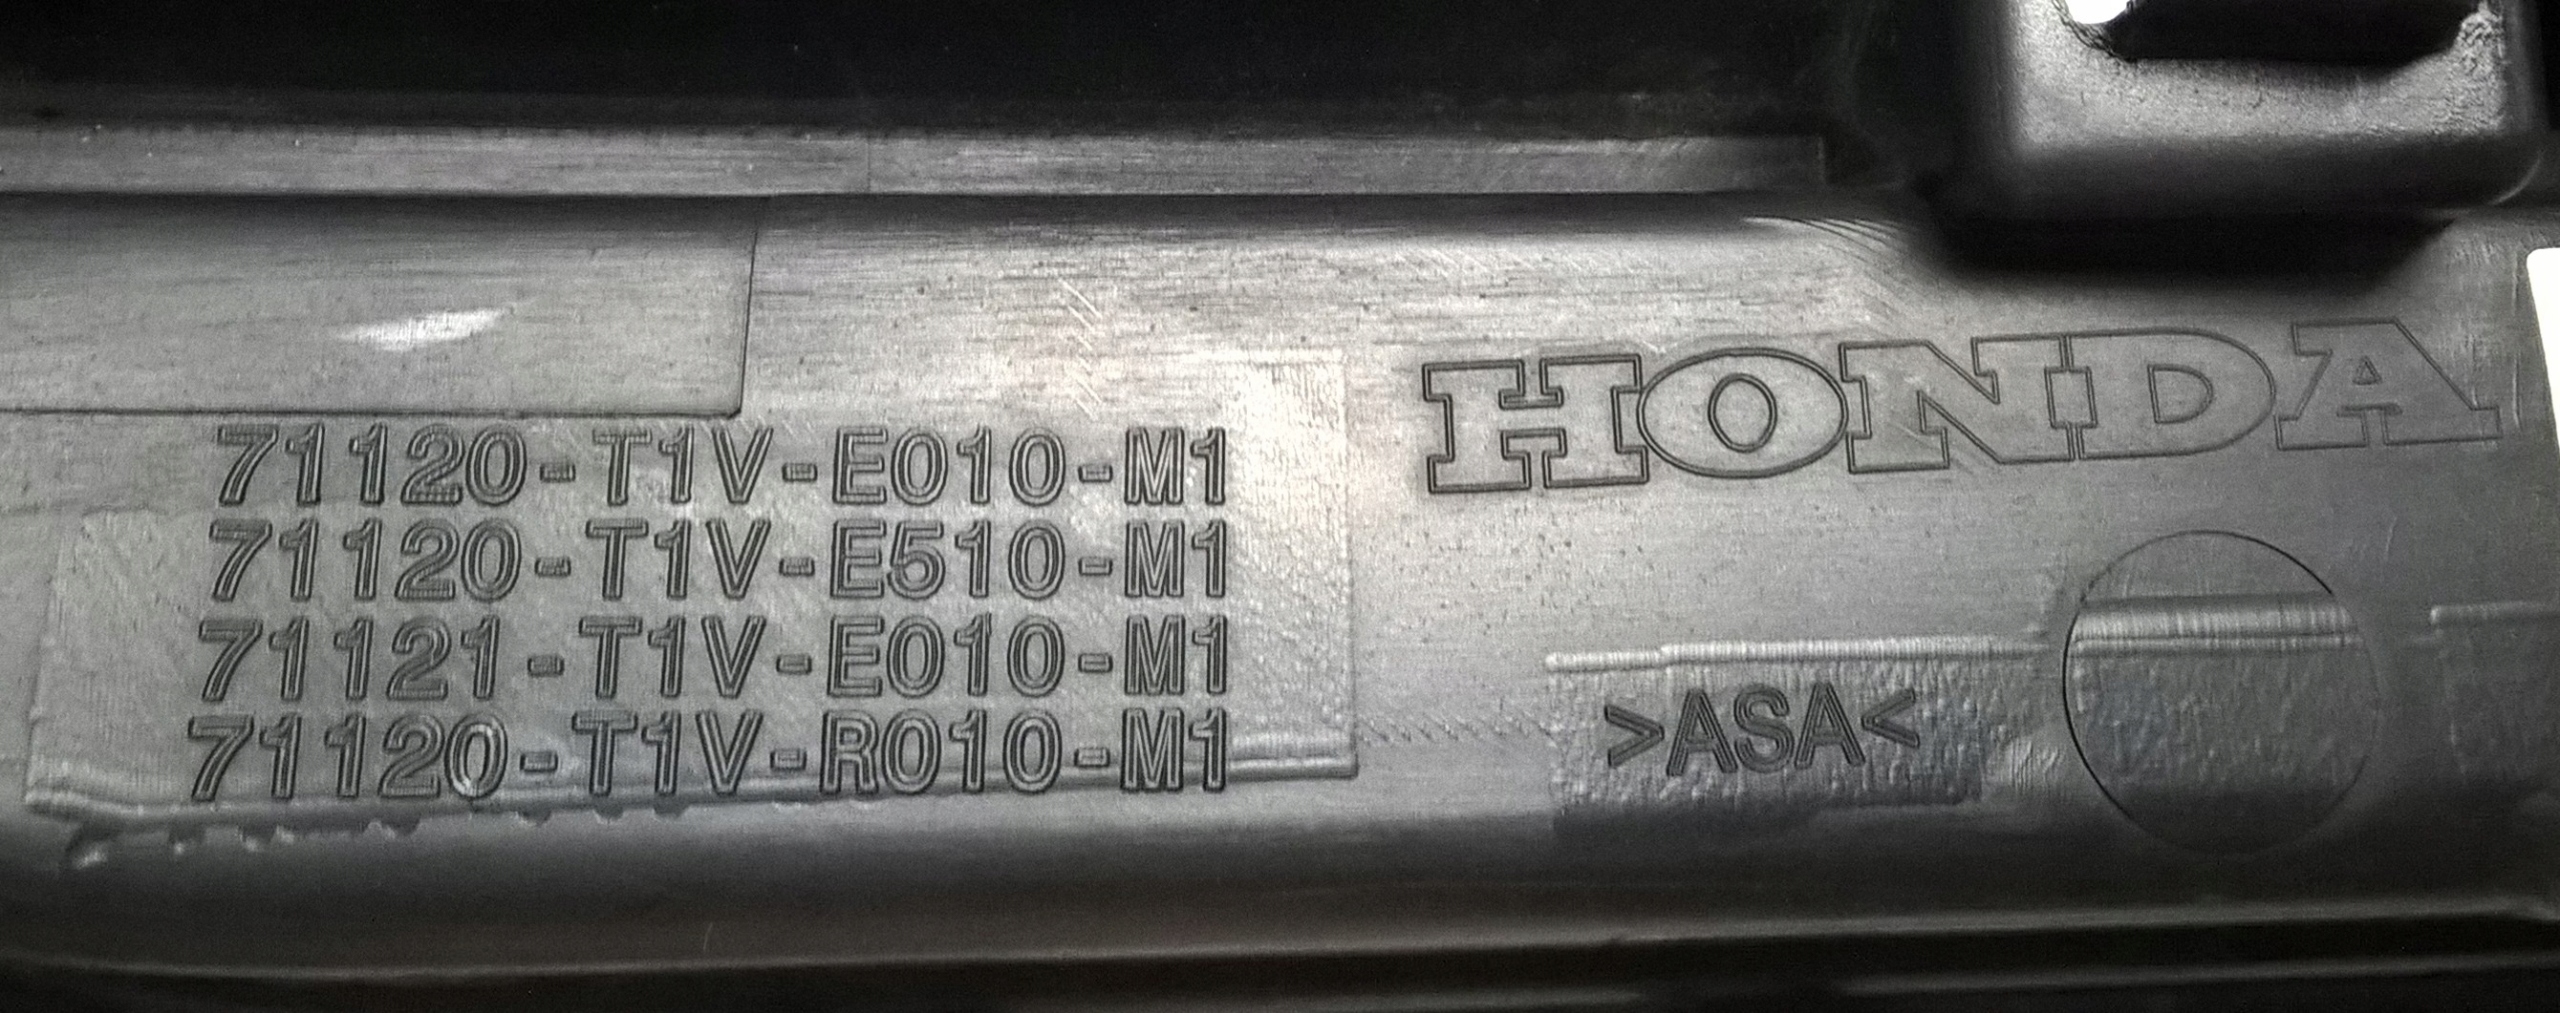 71120-T1V-E010-M1
71120-T1V-E510-M1
71121-T1V-E010-M1
71120-T1V-R010-M1
HONDA
>ASA<